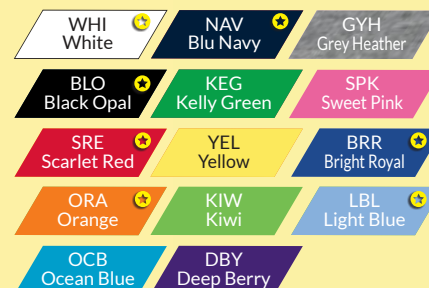 WHI
White
NAV
Blu Navy
GYH
Grey Heather
BLO
Black Opal
KEG
Kelly Green
SPK
Sweet Pink
SRE
Scarlet Red
YEL
Yellow
BRR
Bright Royal
ORA
Orange
KIW
Kiwi
LBL
Light Blue
OCB
Ocean Blue
DBY
Deep Berry